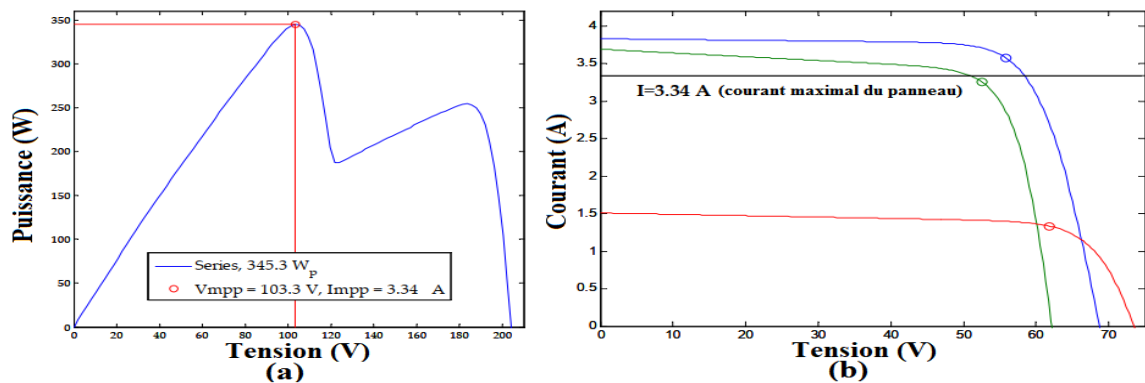 Puissance (W)
350
300
250
200
150
100
50
0
Series, 345.3 Wp
Vmpp = 103.3 V, Impp = 3.34 A
0 20 40 60 80 100 120 140 160 180 200
Tension (V)
(a)
Courant (A)
4
3.5
3
2.5
2
1.5
1
0.5
0
I=3.34 A (courant maximal du panneau)
0 10 20 30 40 50 60 70
Tension (V)
(b)